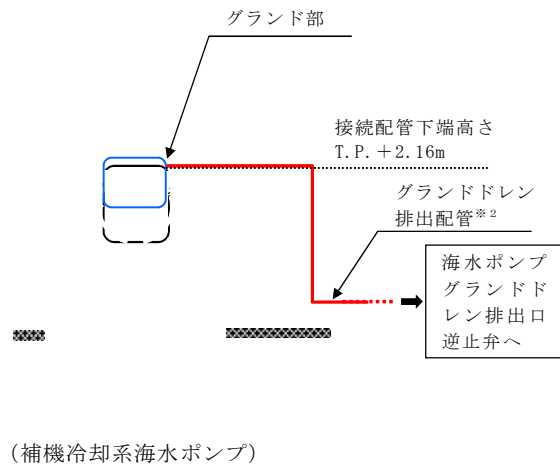 グランド部
接続配管下端高さ
T.P.＋2.16m
グランドドレン
排出配管※２
海水ポンプ
グランドド
レン排出口
逆止弁へ
（補機冷却系海水ポンプ）